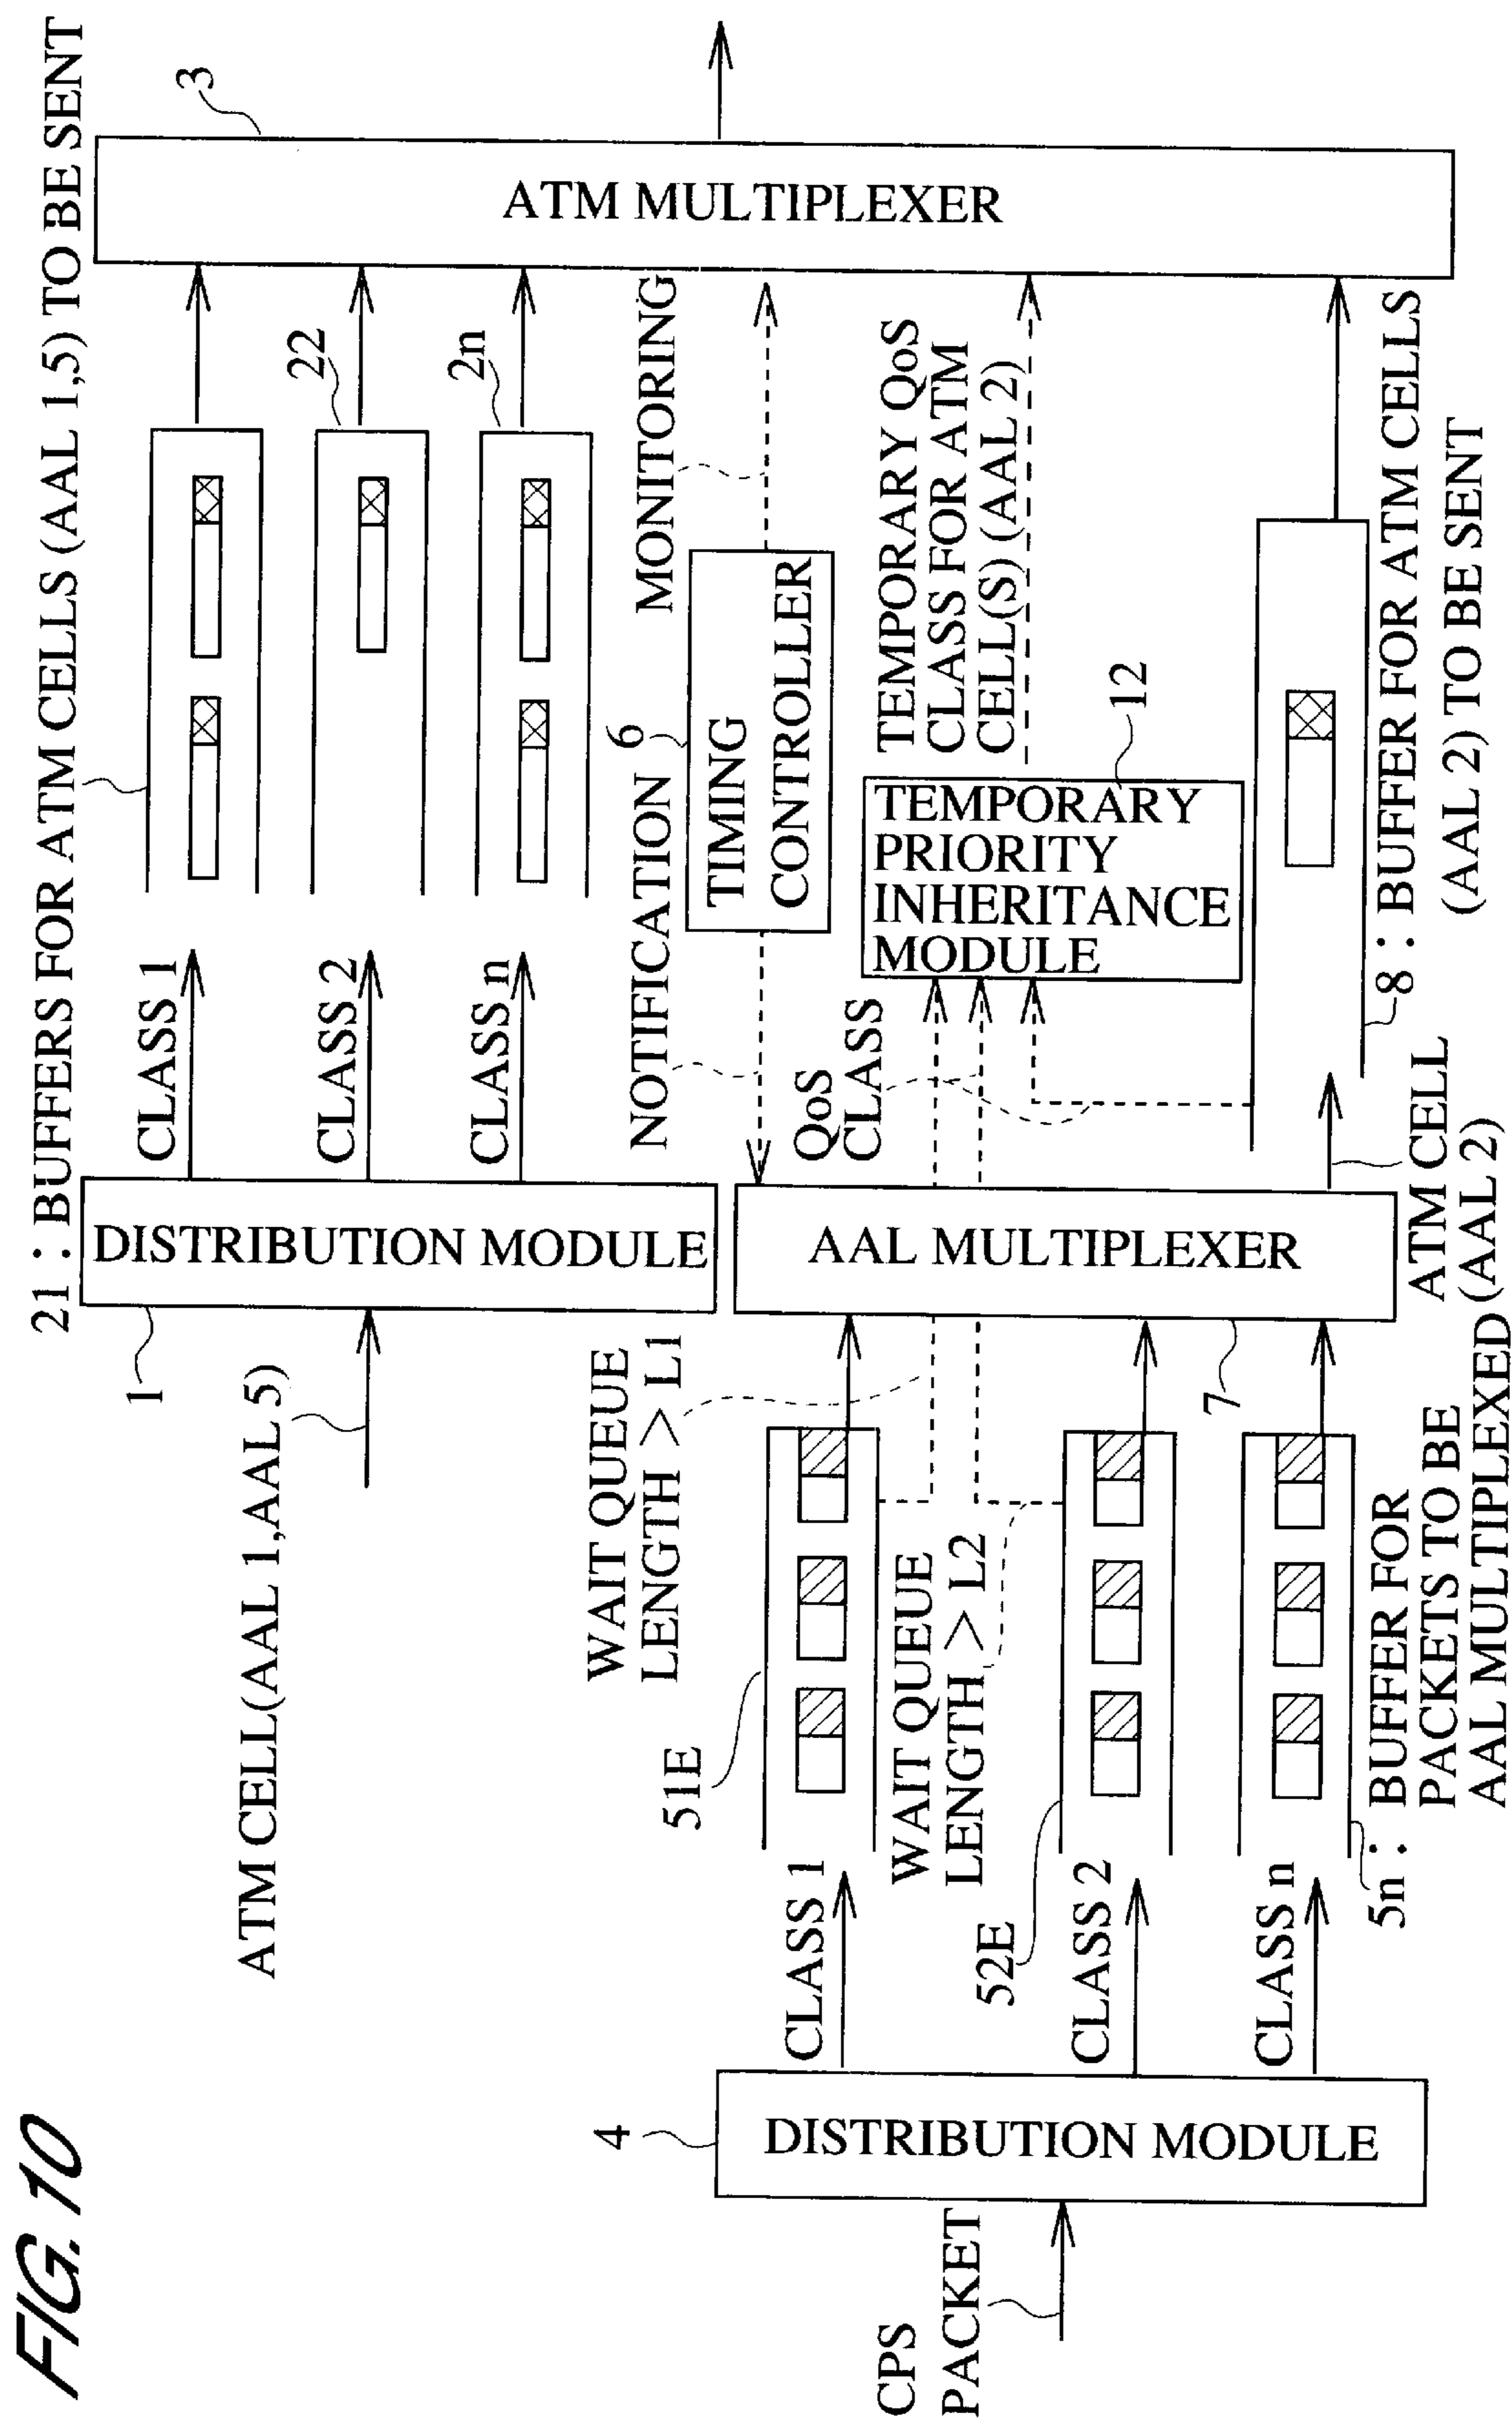 FIG. 10
21 : BUFFERS FOR ATM CELLS (AAL 1,5) TO BE SENT
ATM CELL(AAL 1,AAL 5)
1
DISTRIBUTION MODULE
CLASS 1
CLASS 2
CLASS n
22
2n
3
ATM MULTIPLEXER
NOTIFICATION
6
TIMING
CONTROLLER
MONITORING
CPS
PACKET
4
DISTRIBUTION MODULE
CLASS 1
CLASS 2
CLASS n
51E
52E
5n : BUFFER FOR
PACKETS TO BE
AAL MULTIPLEXED
WAIT QUEUE
LENGTH > L1
WAIT QUEUE
LENGTH > L2
7
AAL MULTIPLEXER
QoS
CLASS
TEMPORARY
PRIORITY
INHERITANCE
MODULE
12
TEMPORARY QoS
CLASS FOR ATM
CELL(S) (AAL 2)
ATM CELL
(AAL 2)
8 : BUFFER FOR ATM CELLS
(AAL 2) TO BE SENT